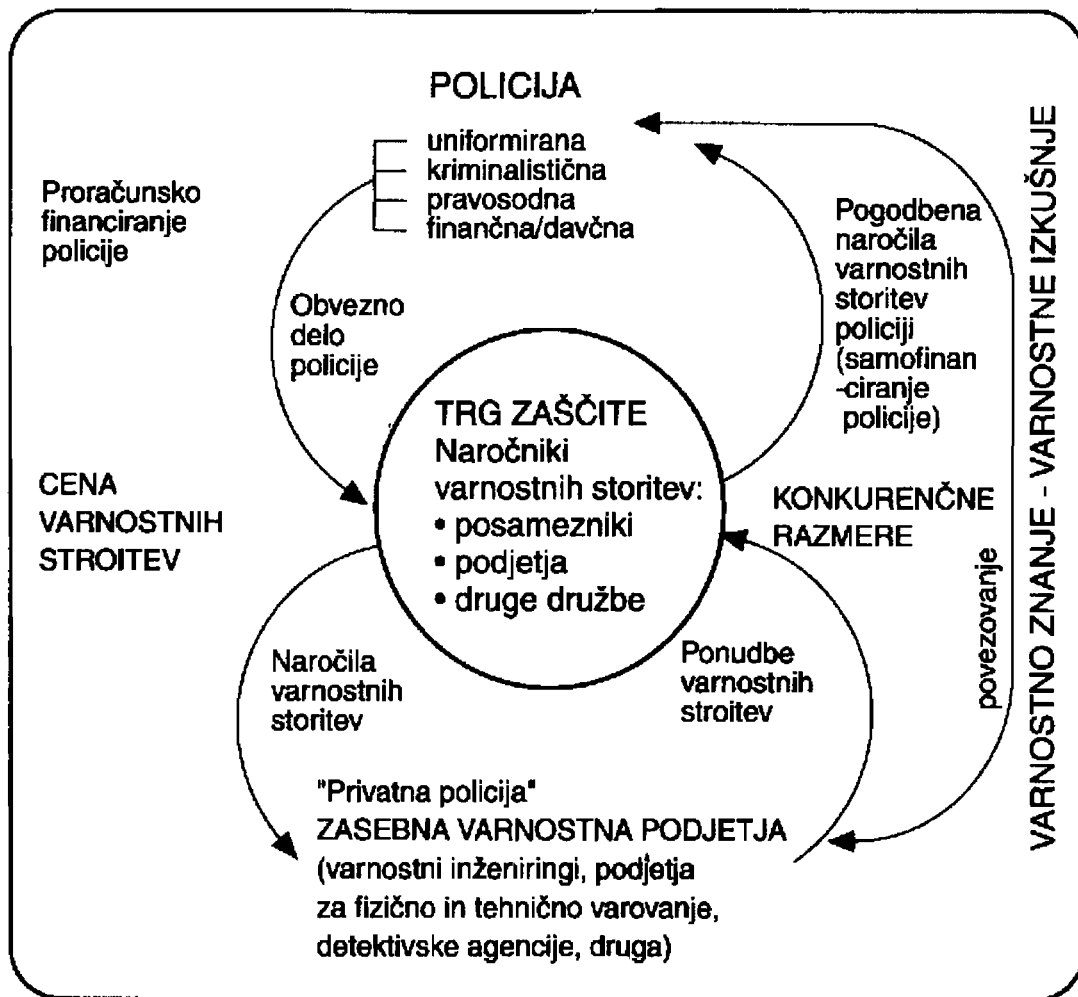 POLICIJA
uniformirana
kriminalistična
pravosodna
finančna/davčna
Proračunsko
financiranje
policije
Obvezno
delo
policije
Pogodbena
naročila
varnostnih
storitev
policiji
(samofinan
-ciranje
policije)
TRG ZAŠČITE
Naročniki
varnostnih storitev:
• posamezniki
• podjetja
• druge družbe
CENA
VARNOSTNIH
STROITEV
KONKURENČNE
RAZMERE
Naročila
varnostnih
storitev
Ponudbe
varnostnih
stroitev
povezovanje
VARNOSTNO ZNANJE - VARNOSTNE IZKUŠNJE
"Privatna policija"
ZASEBNA VARNOSTNA PODJETJA
(varnostni inženiringi, podjetja
za fizično in tehnično varovanje,
detektivske agencije, druga)